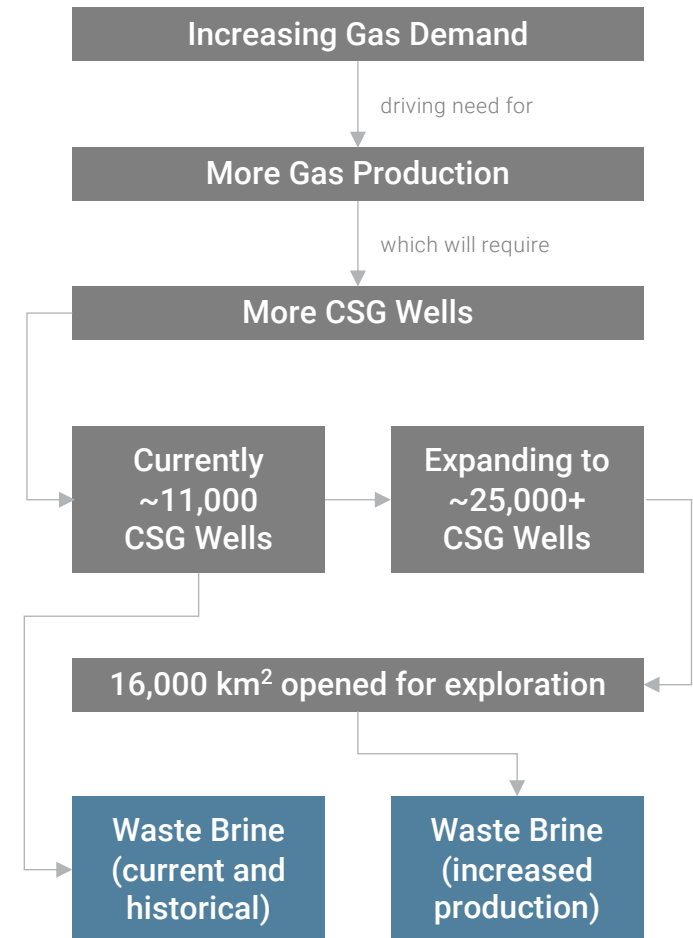 Increasing Gas Demand
driving need for
More Gas Production
which will require
More CSG Wells
Currently
~11,000
CSG Wells
Expanding to
~25,000+
CSG Wells
16,000 km² opened for exploration
Waste Brine
(current and
historical)
Waste Brine
(increased
production)